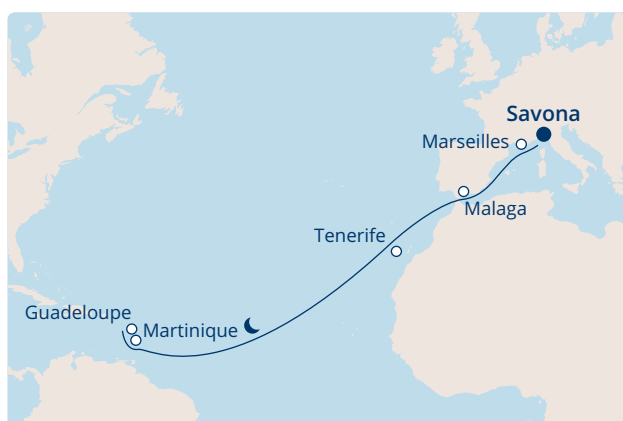 Savona
Marseilles
Malaga
Tenerife
Guadeloupe
Martinique